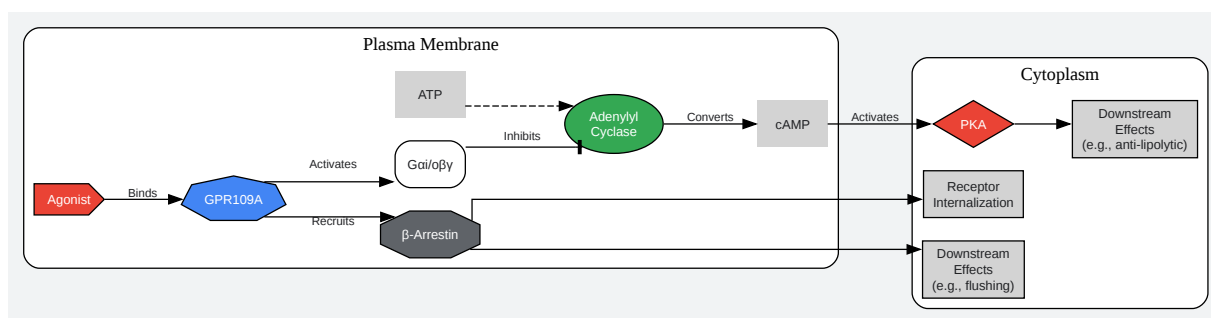 Plasma Membrane
Cytoplasm
ATP
Adenylyl
Cyclase
Converts
cAMP
Activates
PKA
Downstream
Effects
(e.g., anti-lipolytic)
Inhibits
Gαi/oβγ
Activates
Agonist
Binds
GPR109A
Recruits
β-Arrestin
Receptor
Internalization
Downstream
Effects
(e.g., flushing)